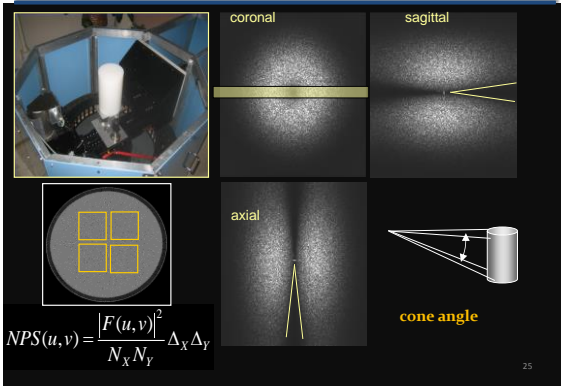 coronal
sagittal
axial
cone angle
NPS(u,v) = |F(u,v)|² / N_X N_Y Δ_X Δ_Y
25